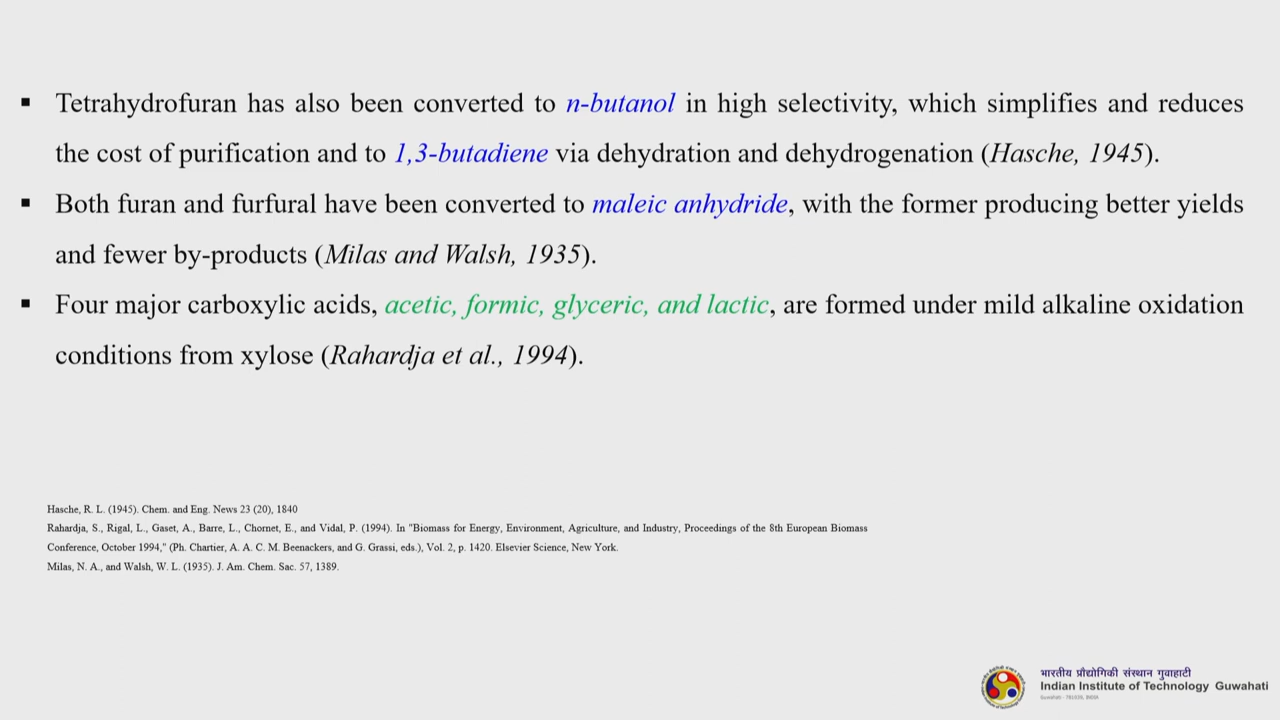 ▪ Tetrahydrofuran has also been converted to n-butanol in high selectivity, which simplifies and reduces
the cost of purification and to 1,3-butadiene via dehydration and dehydrogenation (Hasche, 1945).
▪ Both furan and furfural have been converted to maleic anhydride, with the former producing better yields
and fewer by-products (Milas and Walsh, 1935).
▪ Four major carboxylic acids, acetic, formic, glyceric, and lactic, are formed under mild alkaline oxidation
conditions from xylose (Rahardja et al., 1994).
Hasche, R. L. (1945). Chem. and Eng. News 23 (20), 1840
Rahardja, S., Rigal, L., Gaset, A., Barre, L., Chornet, E., and Vidal, P. (1994). In "Biomass for Energy, Environment, Agriculture, and Industry, Proceedings of the 8th European Biomass
Conference, October 1994," (Ph. Chartier, A. A. C. M. Beenackers, and G. Grassi, eds.), Vol. 2, p. 1420. Elsevier Science, New York.
Milas, N. A., and Walsh, W. L. (1935). J. Am. Chem. Sac. 57, 1389.
भारतीय प्रौद्योगिकी संस्थान गुवाहाटी
Indian Institute of Technology Guwahati
Guwahati - 781039, INDIA